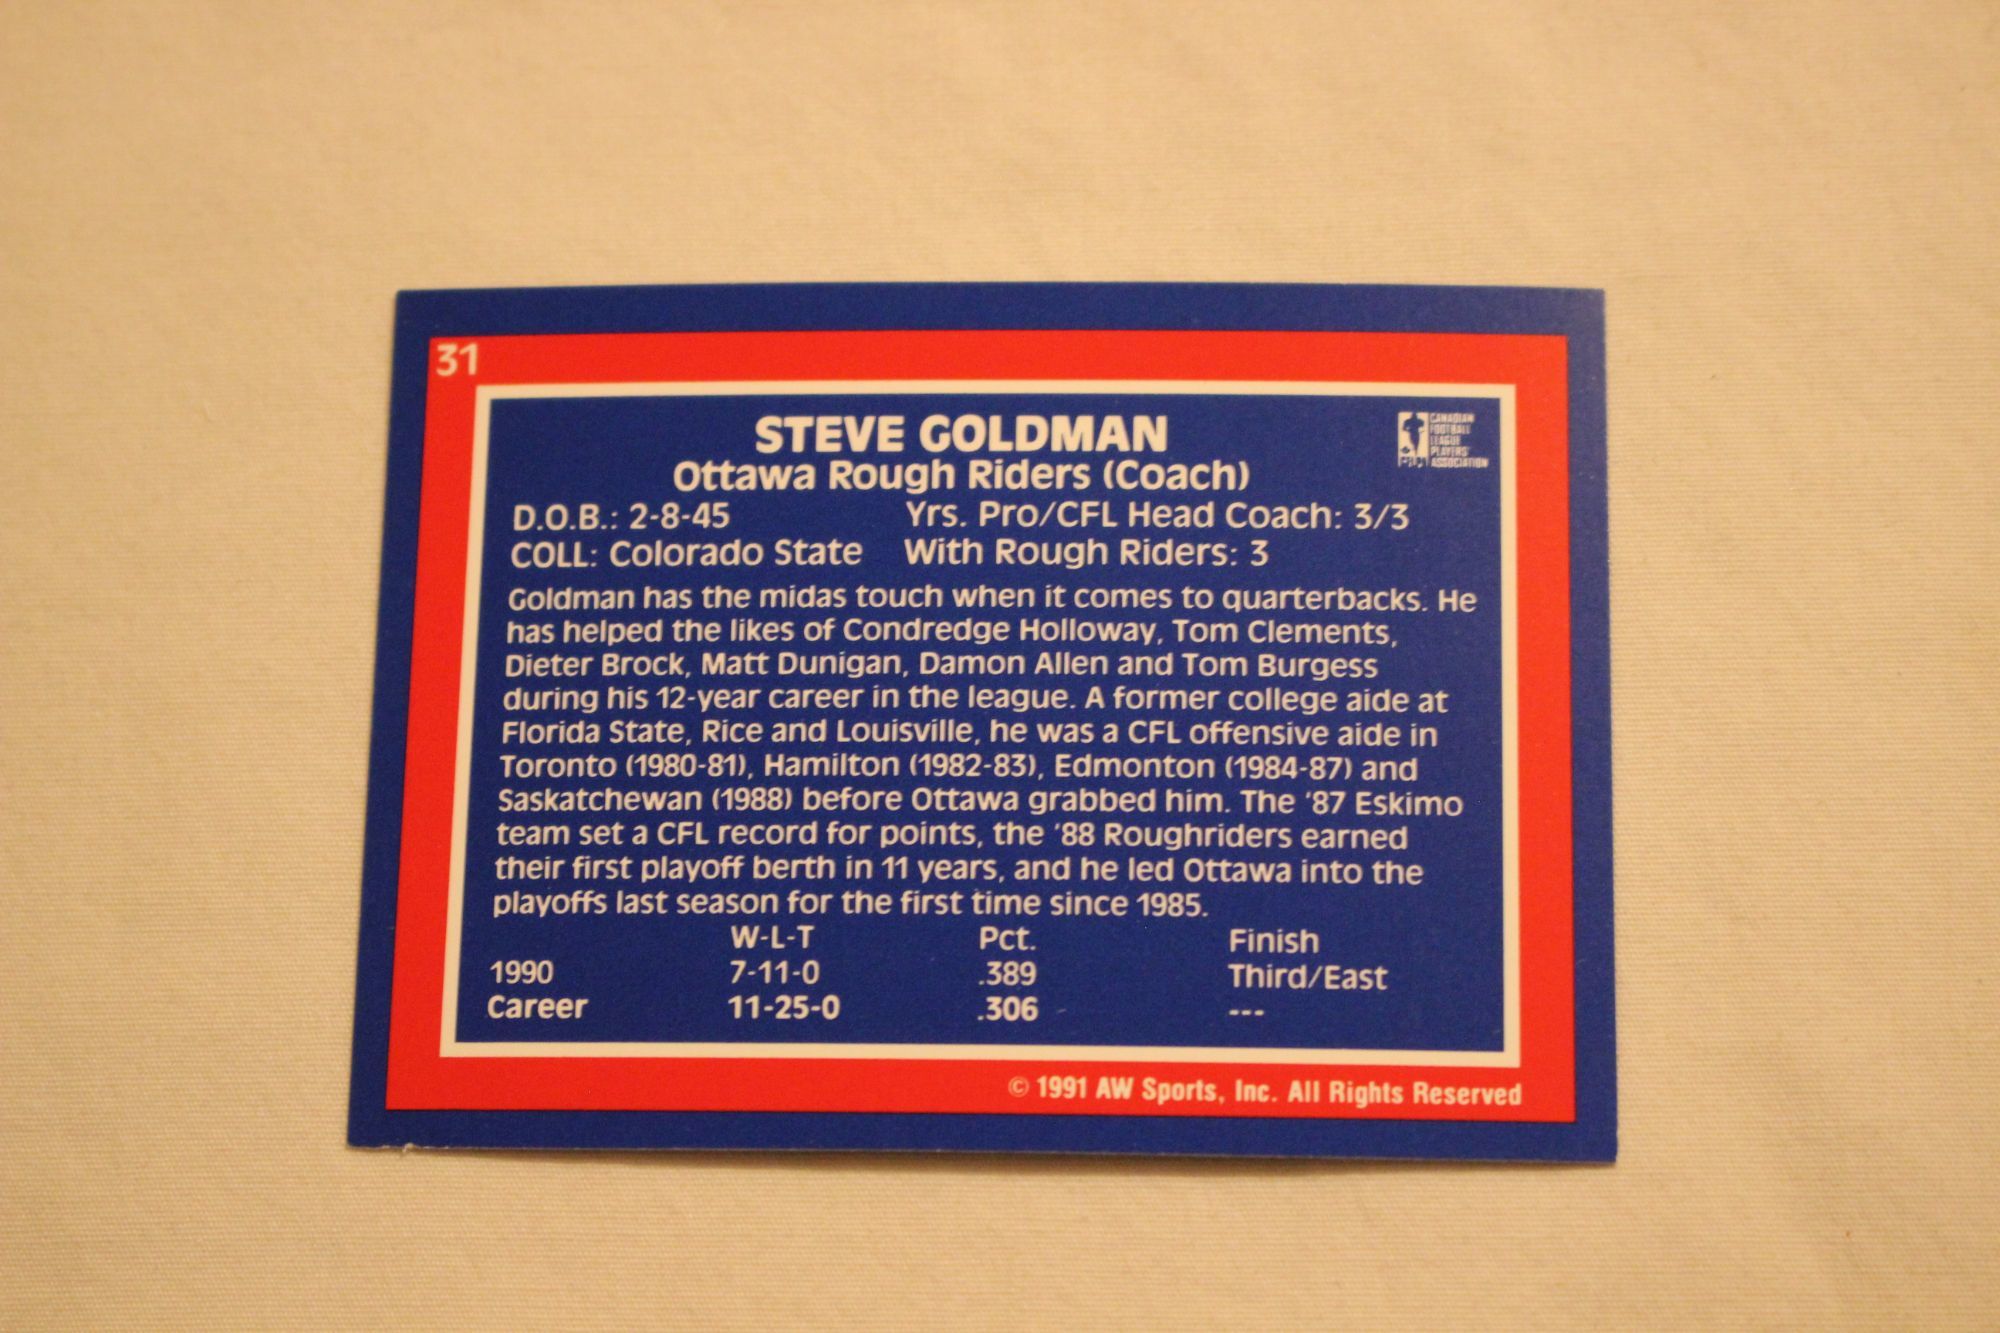 31
STEVE GOLDMAN
CANADIAN
FOOTBALL
LEAGUE
PLAYERS'
ASSOCIATION
Ottawa Rough Riders (Coach)
D.O.B.: 2-8-45 Yrs. Pro/CFL Head Coach: 3/3
COLL: Colorado State With Rough Riders: 3
Goldman has the midas touch when it comes to quarterbacks. He
has helped the likes of Condredge Holloway, Tom Clements,
Dieter Brock, Matt Dunigan, Damon Allen and Tom Burgess
during his 12-year career in the league. A former college aide at
Florida State, Rice and Louisville, he was a CFL offensive aide in
Toronto (1980-81), Hamilton (1982-83), Edmonton (1984-87) and
Saskatchewan (1988) before Ottawa grabbed him. The '87 Eskimo
team set a CFL record for points, the '88 Roughriders earned
their first playoff berth in 11 years, and he led Ottawa into the
playoffs last season for the first time since 1985.
W-L-T Pct. Finish
1990 7-11-0 .389 Third/East
Career 11-25-0 .306 ---
© 1991 AW Sports, Inc. All Rights Reserved